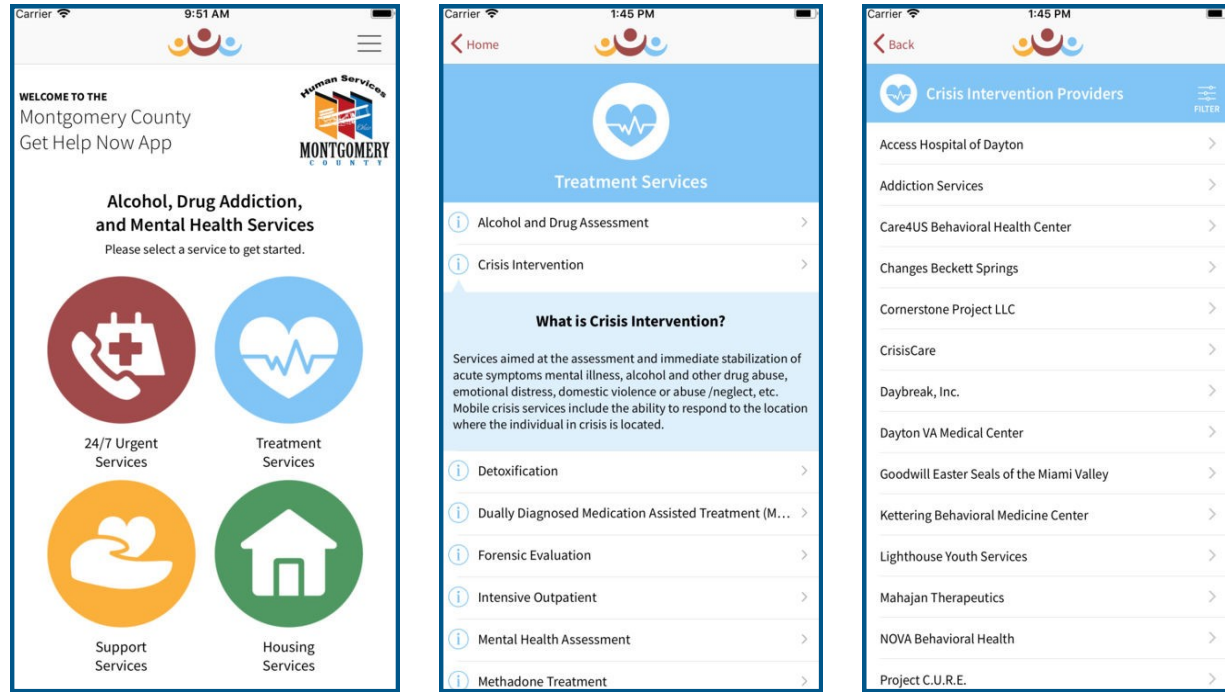 Carrier
9:51 AM
WELCOME TO THE
Montgomery County
Get Help Now App
Human Services
Ohio
MONTGOMERY
COUNTY
Alcohol, Drug Addiction,
and Mental Health Services
Please select a service to get started.
24/7 Urgent
Services
Treatment
Services
Support
Services
Housing
Services
Carrier
1:45 PM
Home
Treatment Services
Alcohol and Drug Assessment
Crisis Intervention
What is Crisis Intervention?
Services aimed at the assessment and immediate stabilization of
acute symptoms mental illness, alcohol and other drug abuse,
emotional distress, domestic violence or abuse /neglect, etc.
Mobile crisis services include the ability to respond to the location
where the individual in crisis is located.
Detoxification
Dually Diagnosed Medication Assisted Treatment (M...
Forensic Evaluation
Intensive Outpatient
Mental Health Assessment
Methadone Treatment
Carrier
1:45 PM
Back
Crisis Intervention Providers
FILTER
Access Hospital of Dayton
Addiction Services
Care4US Behavioral Health Center
Changes Beckett Springs
Cornerstone Project LLC
CrisisCare
Daybreak, Inc.
Dayton VA Medical Center
Goodwill Easter Seals of the Miami Valley
Kettering Behavioral Medicine Center
Lighthouse Youth Services
Mahajan Therapeutics
NOVA Behavioral Health
Project C.U.R.E.